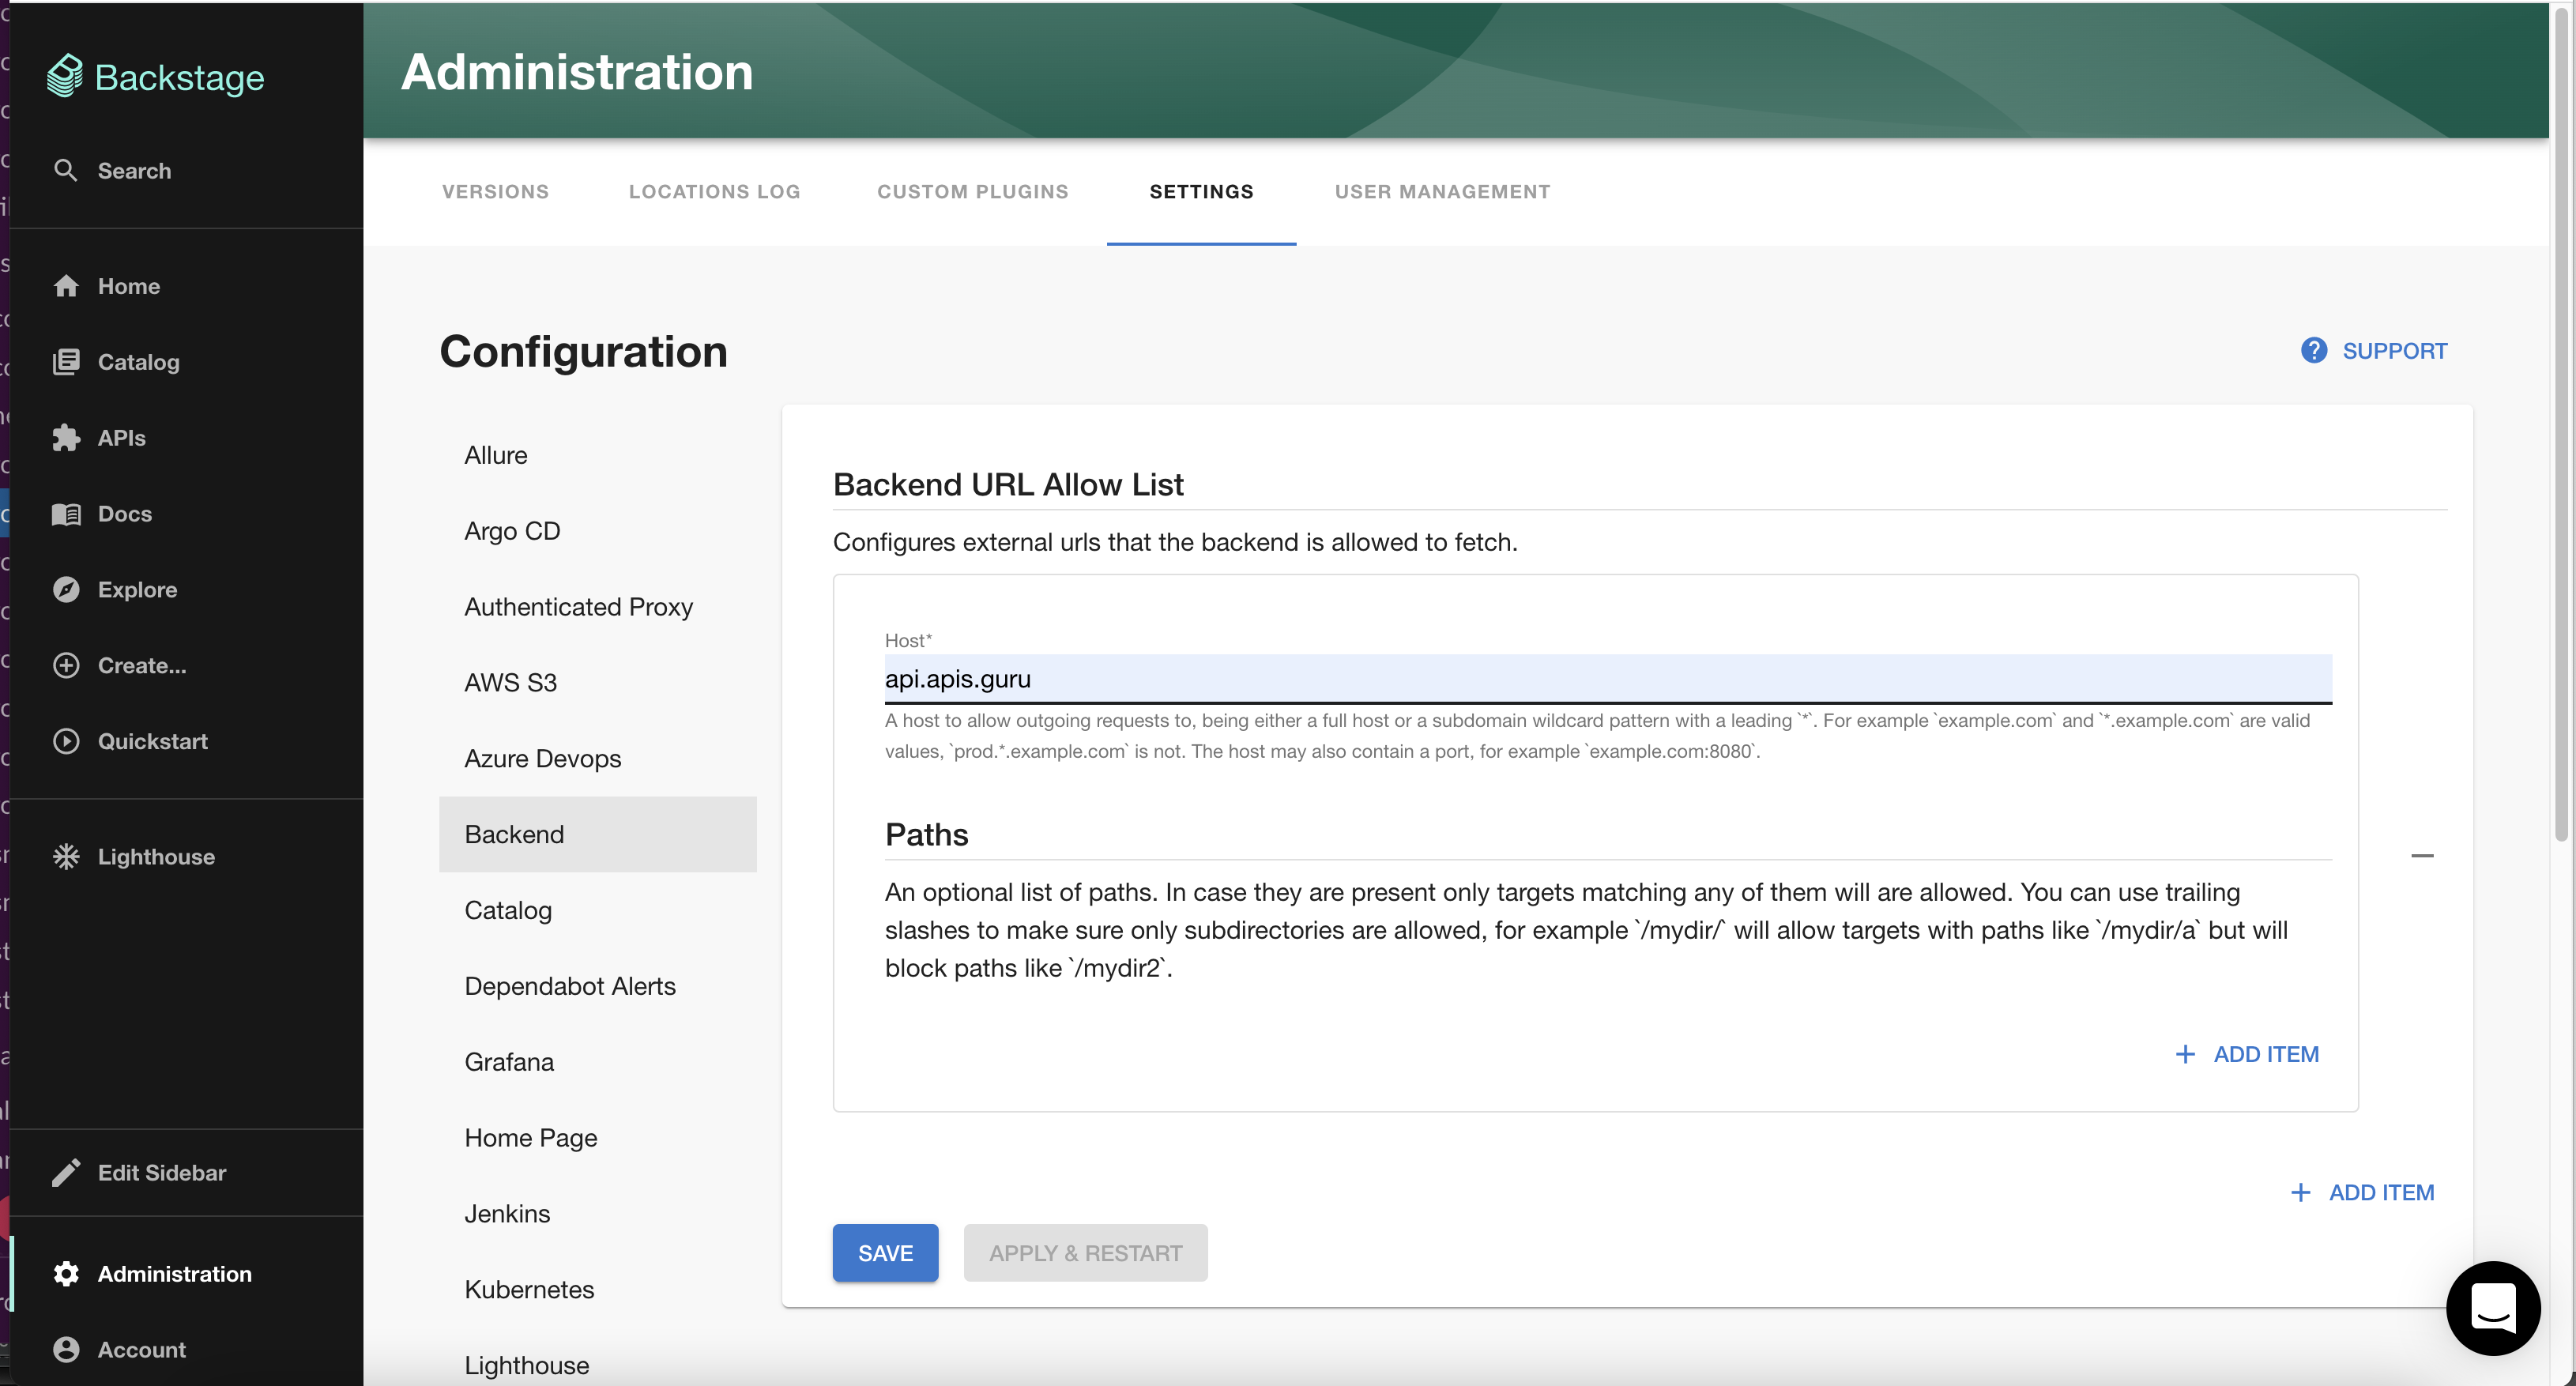 Backstage
Search
Home
Catalog
APIs
Docs
Explore
Create...
Quickstart
Lighthouse
Edit Sidebar
Administration
Account
Administration
VERSIONS
LOCATIONS LOG
CUSTOM PLUGINS
SETTINGS
USER MANAGEMENT
Configuration
SUPPORT
Allure
Argo CD
Authenticated Proxy
AWS S3
Azure Devops
Backend
Catalog
Dependabot Alerts
Grafana
Home Page
Jenkins
Kubernetes
Lighthouse
Backend URL Allow List
Configures external urls that the backend is allowed to fetch.
Host*
api.apis.guru
A host to allow outgoing requests to, being either a full host or a subdomain wildcard pattern with a leading `*`. For example `example.com` and `*.example.com` are valid
values, `prod.*.example.com` is not. The host may also contain a port, for example `example.com:8080`.
Paths
An optional list of paths. In case they are present only targets matching any of them will are allowed. You can use trailing
slashes to make sure only subdirectories are allowed, for example `/mydir/` will allow targets with paths like `/mydir/a` but will
block paths like `/mydir2`.
+ ADD ITEM
+ ADD ITEM
SAVE
APPLY & RESTART